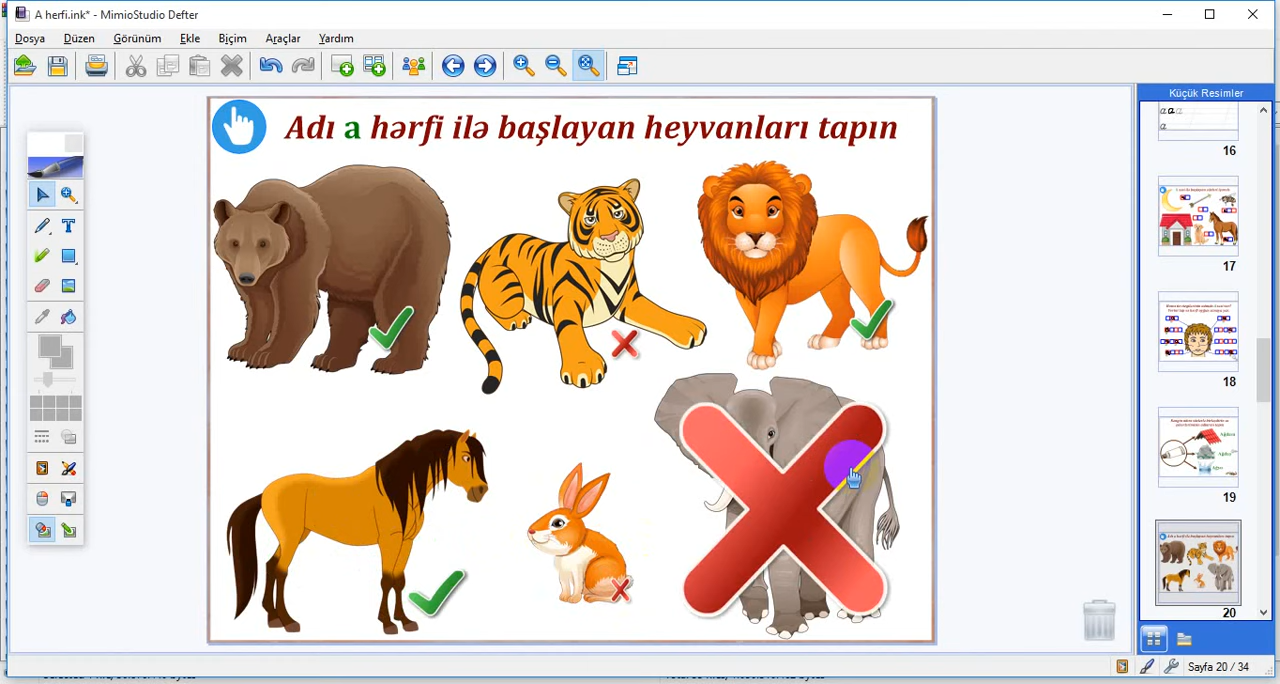 A herfi.ink* - MimioStudio Defter
Dosya Düzen Görünüm Ekle Biçim Araçlar Yardım
Küçük Resimler
Adı a hərfi ilə başlayan heyvanları tapın
16
17
18
19
20
Sayfa 20 / 34